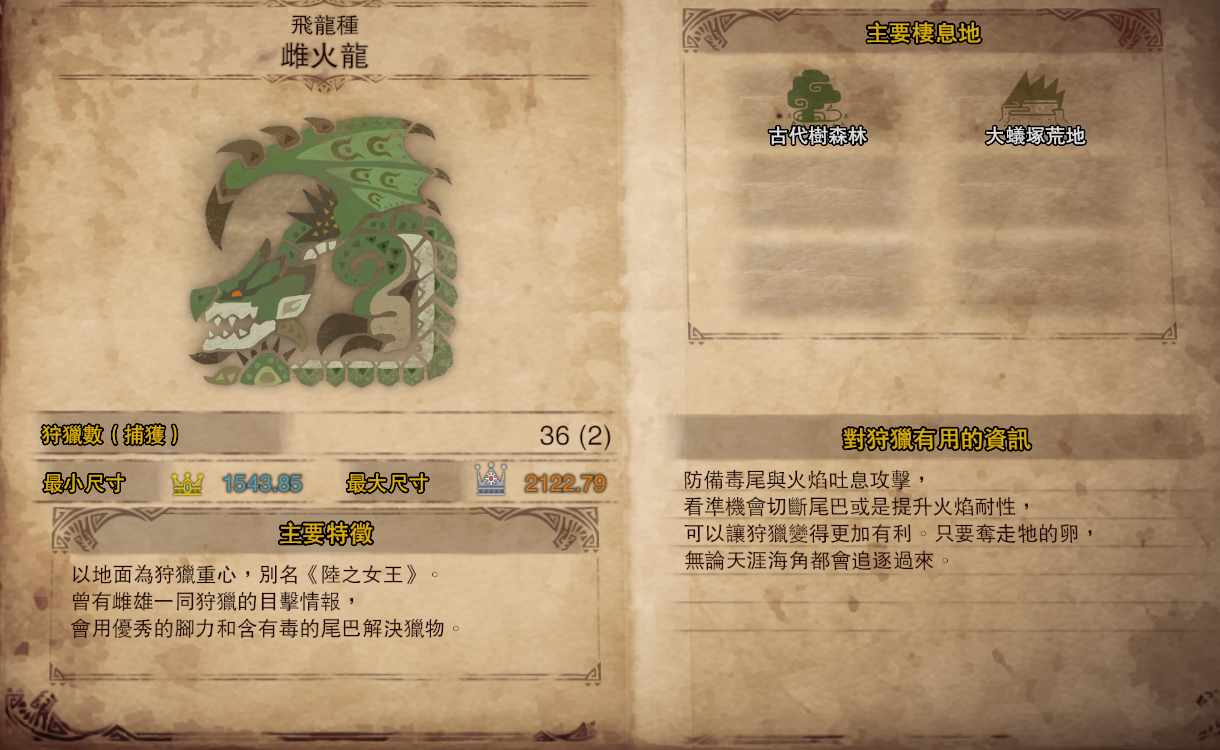 飛龍種
雌火龍
狩獵數（捕獲）
36 (2)
最小尺寸
1543.85
最大尺寸
2122.79
主要特徵
以地面為狩獵重心，別名《陸之女王》。
曾有雌雄一同狩獵的目擊情報，
會用優秀的腳力和含有毒的尾巴解決獵物。
主要棲息地
古代樹森林
大蟻塚荒地
對狩獵有用的資訊
防備毒尾與火焰吐息攻擊，
看準機會切斷尾巴或是提升火焰耐性，
可以讓狩獵變得更加有利。只要奪走牠的卵，
無論天涯海角都會追逐過來。